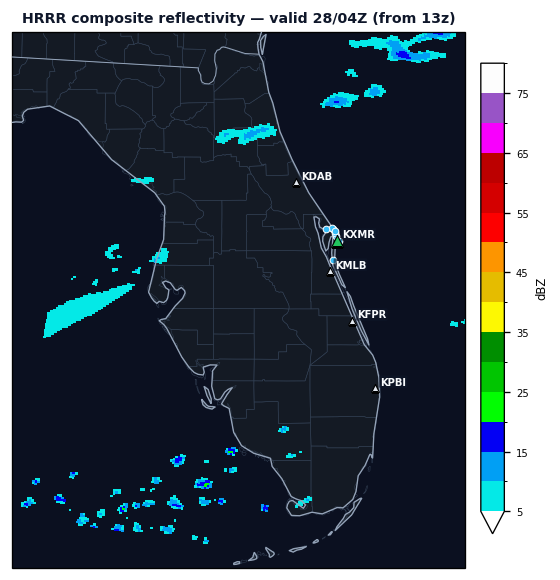 HRRR composite reflectivity — valid 28/04Z (from 13z)
KDAB
KXMR
KMLB
KFPR
KPBI
75
65
55
45
35
25
15
5
dBZ